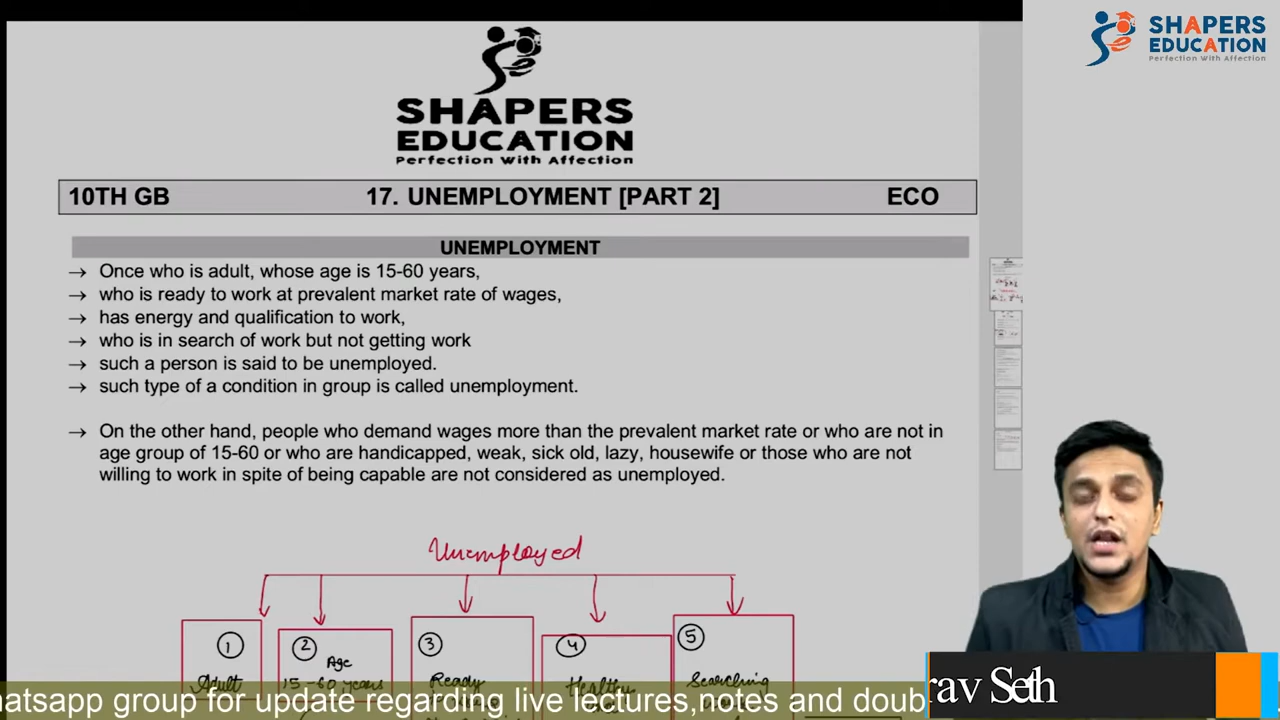 SHAPERS
EDUCATION
Perfection With Affection
SHAPERS
EDUCATION
Perfection With Affection
10TH GB 17. UNEMPLOYMENT [PART 2] ECO
UNEMPLOYMENT
→ Once who is adult, whose age is 15-60 years,
→ who is ready to work at prevalent market rate of wages,
→ has energy and qualification to work,
→ who is in search of work but not getting work
→ such a person is said to be unemployed.
→ such type of a condition in group is called unemployment.
→ On the other hand, people who demand wages more than the prevalent market rate or who are not in
age group of 15-60 or who are handicapped, weak, sick old, lazy, housewife or those who are not
willing to work in spite of being capable are not considered as unemployed.
Unemployed
1 2 3 4 5
Age
Adult 15-60 years Ready Healthy Searching
rav Seth
hatsapp group for update regarding live lectures,notes and doub